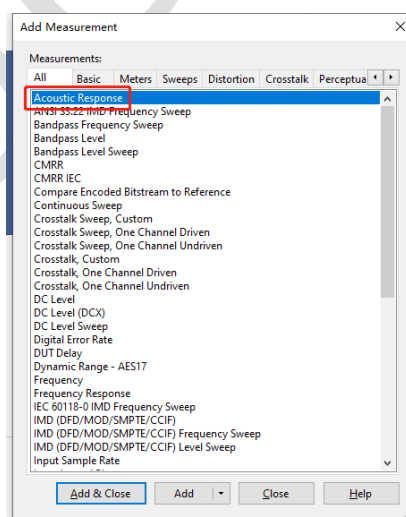 Add Measurement
Measurements:
All Basic Meters Sweeps Distortion Crosstalk Perceptua
Acoustic Response
ANSI S3.22 IMD Frequency Sweep
Bandpass Frequency Sweep
Bandpass Level
Bandpass Level Sweep
CMRR
CMRR IEC
Compare Encoded Bitstream to Reference
Continuous Sweep
Crosstalk Sweep, Custom
Crosstalk Sweep, One Channel Driven
Crosstalk Sweep, One Channel Undriven
Crosstalk, Custom
Crosstalk, One Channel Driven
Crosstalk, One Channel Undriven
DC Level
DC Level (DCX)
DC Level Sweep
Digital Error Rate
DUT Delay
Dynamic Range - AES17
Frequency
Frequency Response
IEC 60118-0 IMD Frequency Sweep
IMD (DFD/MOD/SMPTE/CCIF)
IMD (DFD/MOD/SMPTE/CCIF) Frequency Sweep
IMD (DFD/MOD/SMPTE/CCIF) Level Sweep
Input Sample Rate
Add & Close Add Close Help